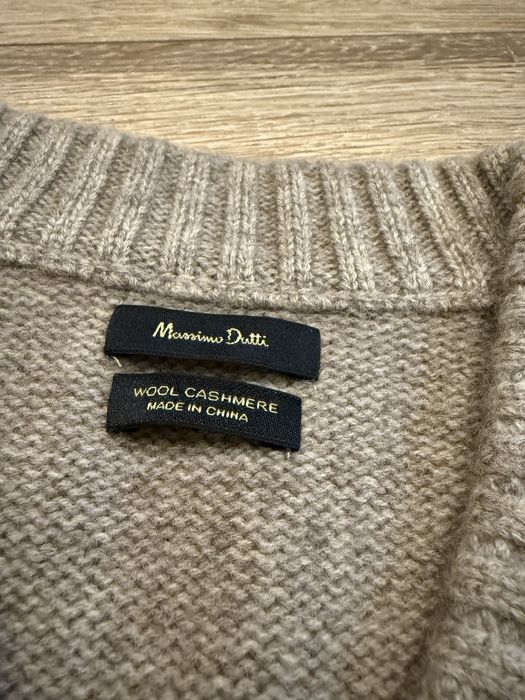 Massimo Dutti
WOOL CASHMERE
MADE IN CHINA